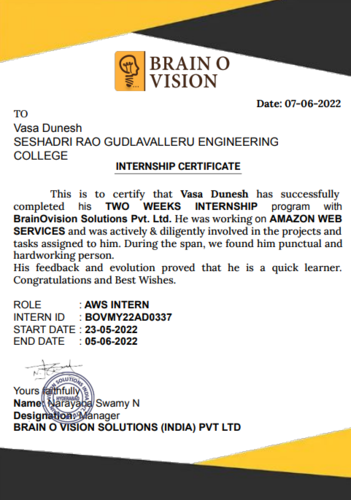 BRAIN O
VISION
Date: 07-06-2022
TO
Vasa Dunesh
SESHADRI RAO GUDLAVALLERU ENGINEERING
COLLEGE
INTERNSHIP CERTIFICATE
This is to certify that Vasa Dunesh has successfully
completed his TWO WEEKS INTERNSHIP program with
BrainOvision Solutions Pvt. Ltd. He was working on AMAZON WEB
SERVICES and was actively & diligently involved in the projects and
tasks assigned to him. During the span, we found him punctual and
hardworking person.
His feedback and evolution proved that he is a quick learner.
Congratulations and Best Wishes.
ROLE : AWS INTERN
INTERN ID : BOVMY22AD0337
START DATE : 23-05-2022
END DATE : 05-06-2022
Yours faithfully
Name: Narayana Swamy N
Designation: Manager
BRAIN O VISION SOLUTIONS (INDIA) PVT LTD